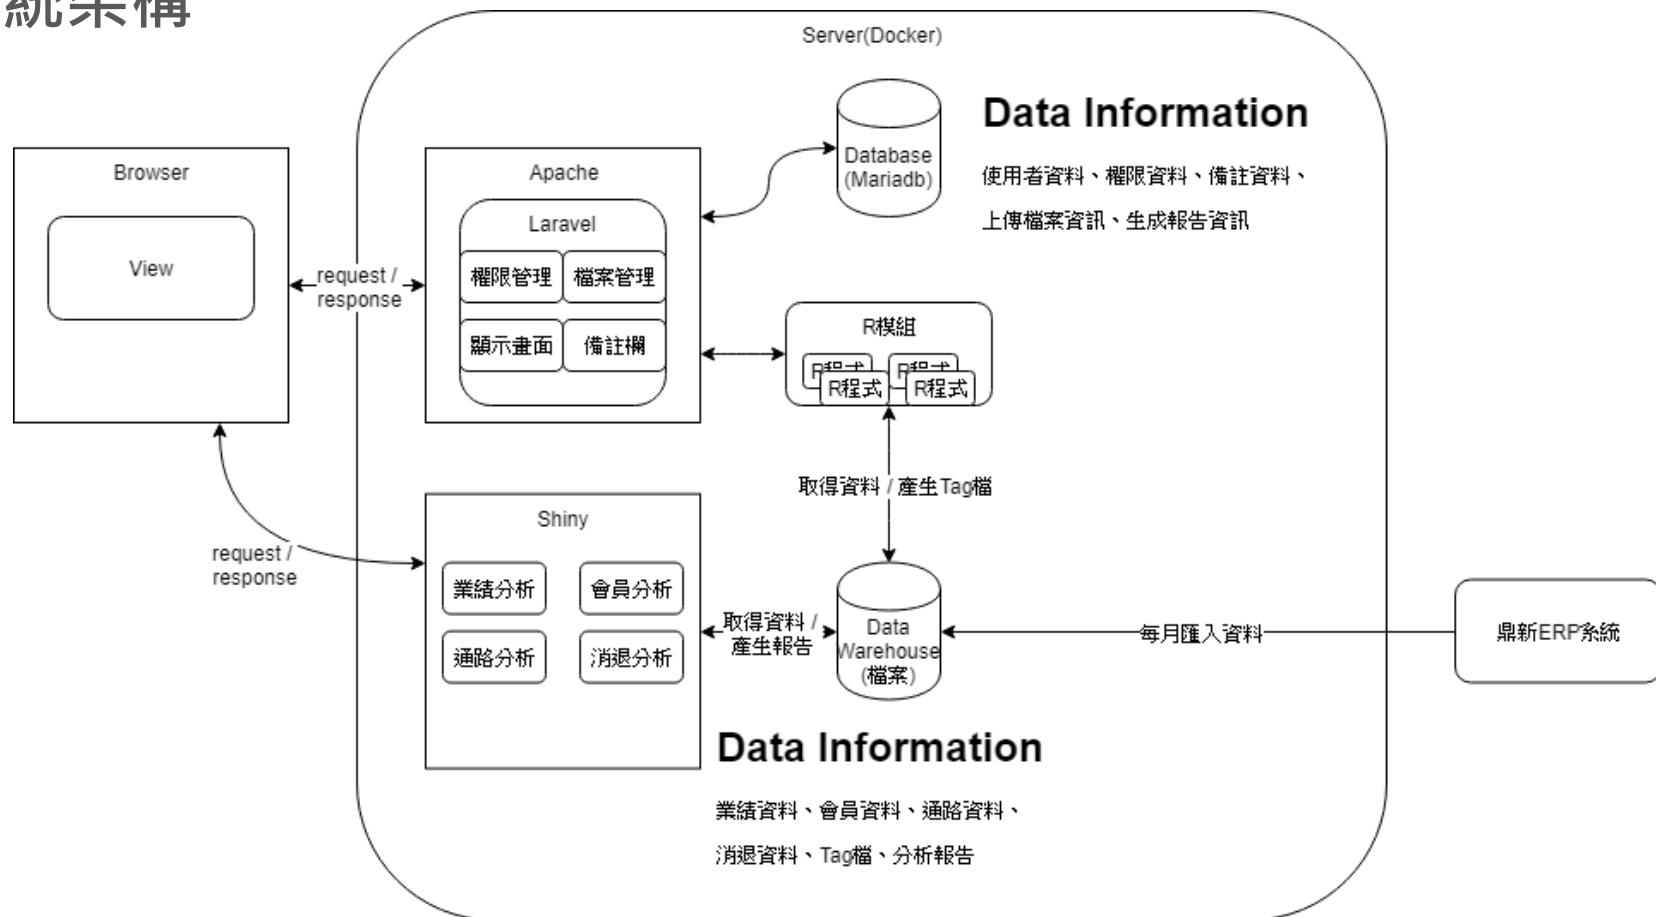 統架構
Server(Docker)
Browser
View
request /
response
Apache
Laravel
權限管理
檔案管理
顯示畫面
備註欄
Database
(Mariadb)
Data Information
使用者資料、權限資料、備註資料、
上傳檔案資訊、生成報告資訊
R模組
R程式
R程式
R程式
R程式
取得資料 / 產生Tag檔
request /
response
Shiny
業績分析
會員分析
通路分析
消退分析
取得資料 /
產生報告
Data
Warehouse
(檔案)
每月匯入資料
鼎新ERP系統
Data Information
業績資料、會員資料、通路資料、
消退資料、Tag檔、分析報告